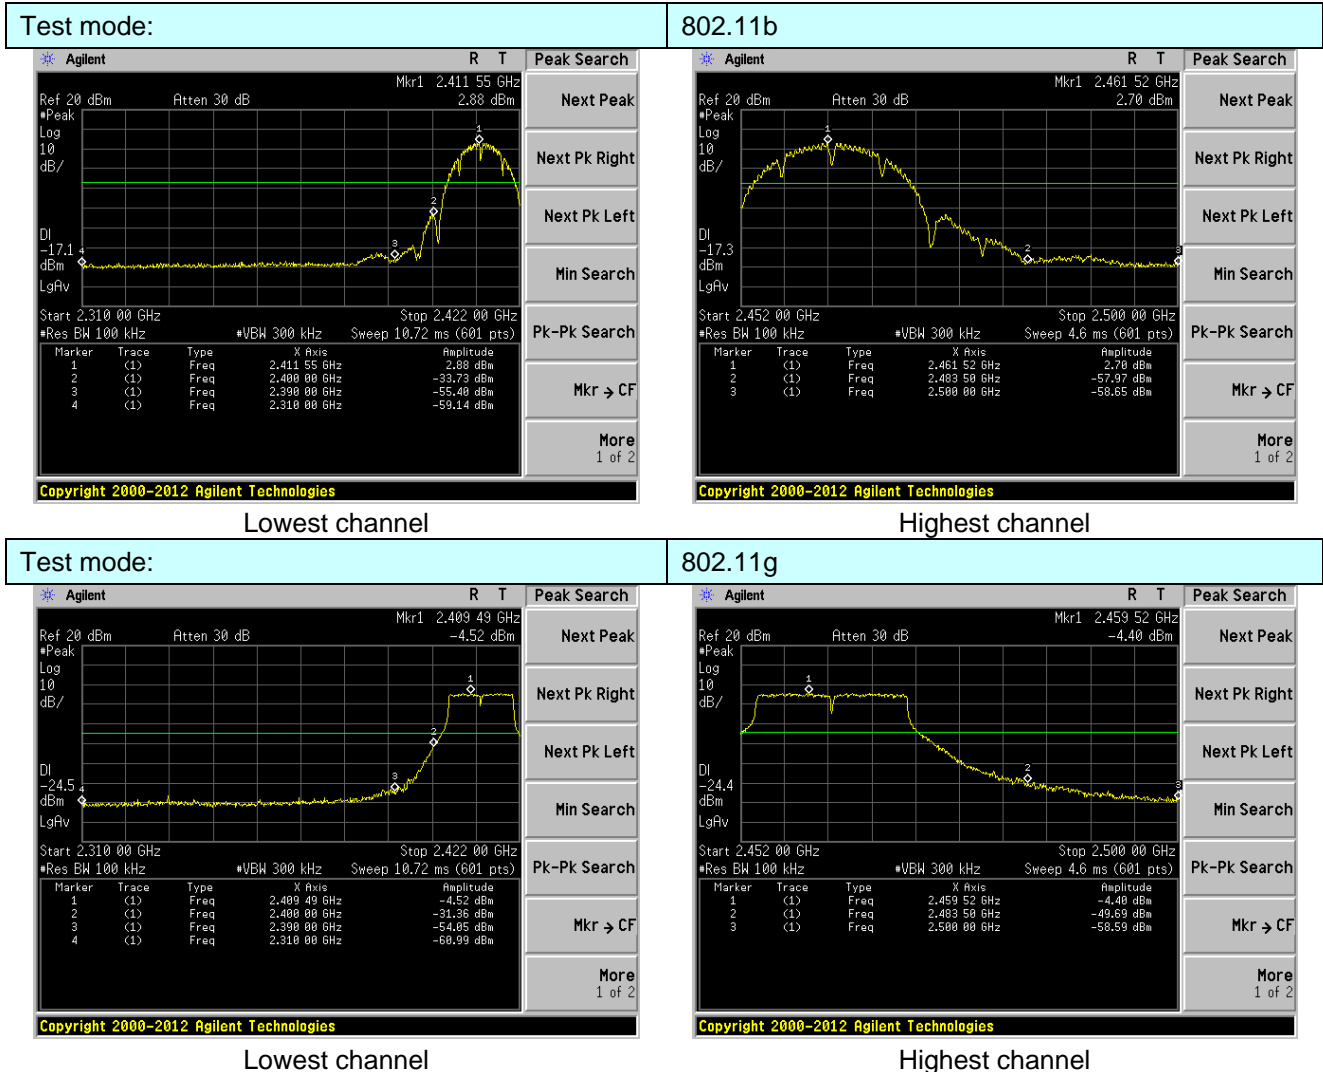 Test mode: 802.11b
Agilent R T Peak Search
Mkr1 2.411 55 GHz
Ref 20 dBm Atten 30 dB 2.88 dBm
#Peak
Log
10
dB/
1
2
3
4
DI
-17.1
dBm
LgAv
Start 2.310 00 GHz Stop 2.422 00 GHz
#Res BW 100 kHz #VBW 300 kHz Sweep 10.72 ms (601 pts)
Marker Trace Type X Axis Amplitude
1 (1) Freq 2.411 55 GHz 2.88 dBm
2 (1) Freq 2.400 00 GHz -33.73 dBm
3 (1) Freq 2.390 00 GHz -55.40 dBm
4 (1) Freq 2.310 00 GHz -59.14 dBm
Next Peak
Next Pk Right
Next Pk Left
Min Search
Pk-Pk Search
Mkr → CF
More
1 of 2
Copyright 2000-2012 Agilent Technologies
Lowest channel
Agilent R T Peak Search
Mkr1 2.461 52 GHz
Ref 20 dBm Atten 30 dB 2.70 dBm
#Peak
Log
10
dB/
1
2
3
DI
-17.3
dBm
LgAv
Start 2.452 00 GHz Stop 2.500 00 GHz
#Res BW 100 kHz #VBW 300 kHz Sweep 4.6 ms (601 pts)
Marker Trace Type X Axis Amplitude
1 (1) Freq 2.461 52 GHz 2.70 dBm
2 (1) Freq 2.483 50 GHz -57.97 dBm
3 (1) Freq 2.500 00 GHz -58.65 dBm
Next Peak
Next Pk Right
Next Pk Left
Min Search
Pk-Pk Search
Mkr → CF
More
1 of 2
Copyright 2000-2012 Agilent Technologies
Highest channel
Test mode: 802.11g
Agilent R T Peak Search
Mkr1 2.409 49 GHz
Ref 20 dBm Atten 30 dB -4.52 dBm
#Peak
Log
10
dB/
1
2
3
4
DI
-24.5
dBm
LgAv
Start 2.310 00 GHz Stop 2.422 00 GHz
#Res BW 100 kHz #VBW 300 kHz Sweep 10.72 ms (601 pts)
Marker Trace Type X Axis Amplitude
1 (1) Freq 2.409 49 GHz -4.52 dBm
2 (1) Freq 2.400 00 GHz -31.36 dBm
3 (1) Freq 2.390 00 GHz -54.05 dBm
4 (1) Freq 2.310 00 GHz -60.99 dBm
Next Peak
Next Pk Right
Next Pk Left
Min Search
Pk-Pk Search
Mkr → CF
More
1 of 2
Copyright 2000-2012 Agilent Technologies
Lowest channel
Agilent R T Peak Search
Mkr1 2.459 52 GHz
Ref 20 dBm Atten 30 dB -4.40 dBm
#Peak
Log
10
dB/
1
2
3
DI
-24.4
dBm
LgAv
Start 2.452 00 GHz Stop 2.500 00 GHz
#Res BW 100 kHz #VBW 300 kHz Sweep 4.6 ms (601 pts)
Marker Trace Type X Axis Amplitude
1 (1) Freq 2.459 52 GHz -4.40 dBm
2 (1) Freq 2.483 50 GHz -49.69 dBm
3 (1) Freq 2.500 00 GHz -58.59 dBm
Next Peak
Next Pk Right
Next Pk Left
Min Search
Pk-Pk Search
Mkr → CF
More
1 of 2
Copyright 2000-2012 Agilent Technologies
Highest channel